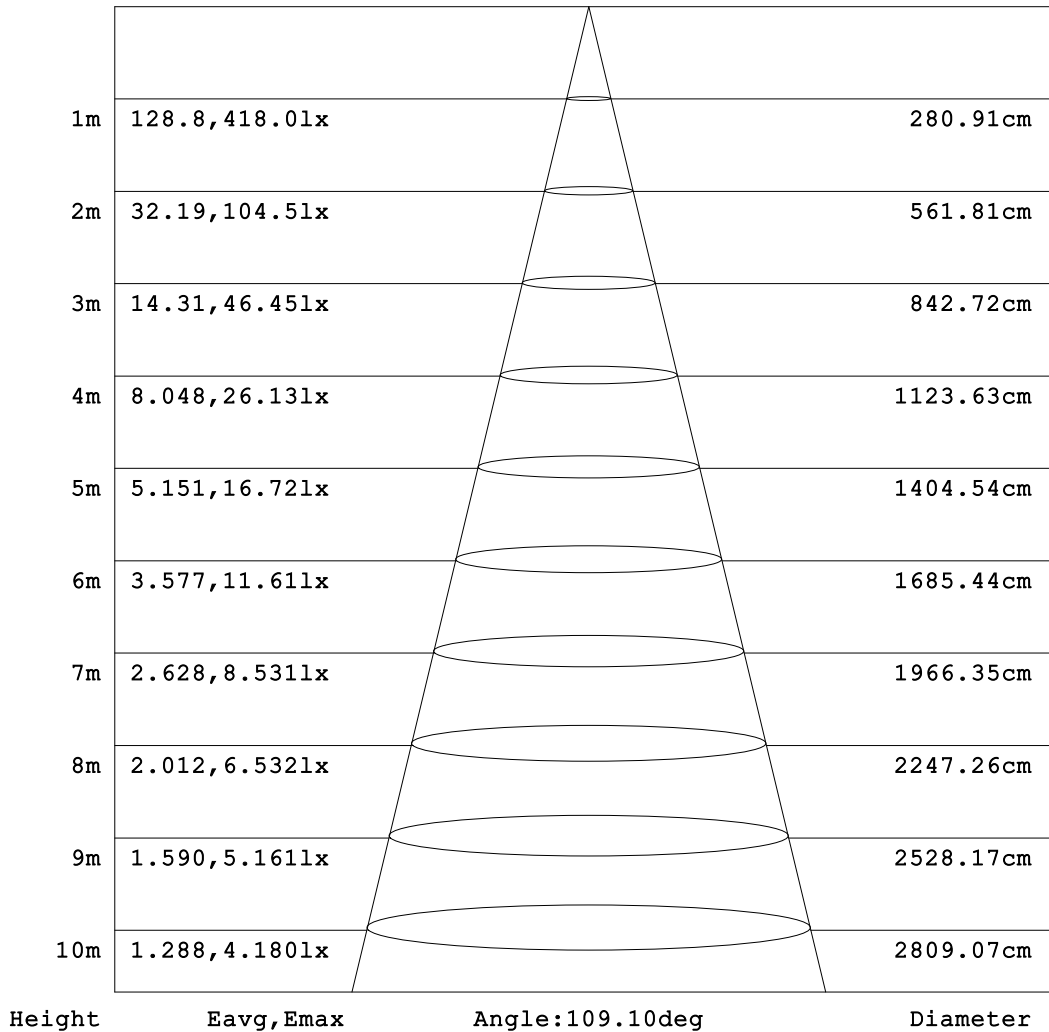 1m 128.8,418.0lx 280.91cm
2m 32.19,104.5lx 561.81cm
3m 14.31,46.45lx 842.72cm
4m 8.048,26.13lx 1123.63cm
5m 5.151,16.72lx 1404.54cm
6m 3.577,11.61lx 1685.44cm
7m 2.628,8.531lx 1966.35cm
8m 2.012,6.532lx 2247.26cm
9m 1.590,5.161lx 2528.17cm
10m 1.288,4.180lx 2809.07cm
Height Eavg,Emax Angle:109.10deg Diameter